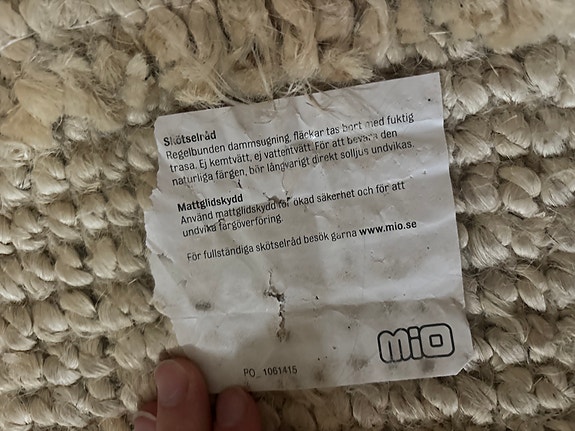 Skötselråd
Regelbunden dammsugning, fläckar tas bort med fuktig
trasa. Ej kemtvätt, ej vattentvätt. För att bevara den
naturliga färgen, bör långvarigt direkt solljus undvikas.
Mattglidskydd
Använd mattglidskydd för ökad säkerhet och för att
undvika färgöverföring.
För fullständiga skötselråd besök gärna www.mio.se
MIO
PO_1061415